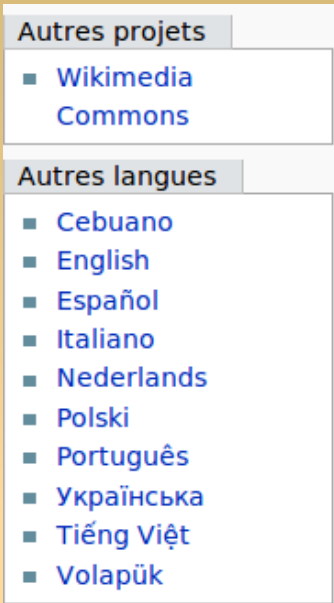 Autres projets
Wikimedia
Commons
Autres langues
Cebuano
English
Español
Italiano
Nederlands
Polski
Português
Українська
Tiếng Việt
Volapük